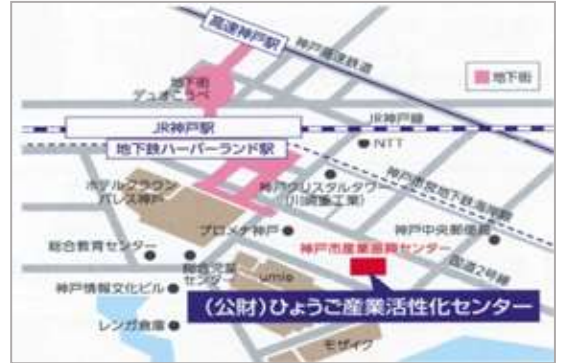 高速神戸駅
神戸高速鉄道
地下街
地下街
デュオこうべ
JR神戸線
JR神戸駅
NTT
地下鉄ハーバーランド駅
神戸市営地下鉄海岸線
ホテルクラウン
パレス神戸
神戸クリスタルタワー
(川崎重工業)
プロメナ神戸
神戸中央郵便局
総合教育センター
神戸市産業振興センター
国道2号線
総合児童
センター
umie
神戸情報文化ビル
(公財)ひょうご産業活性化センター
レンガ倉庫
モザイク